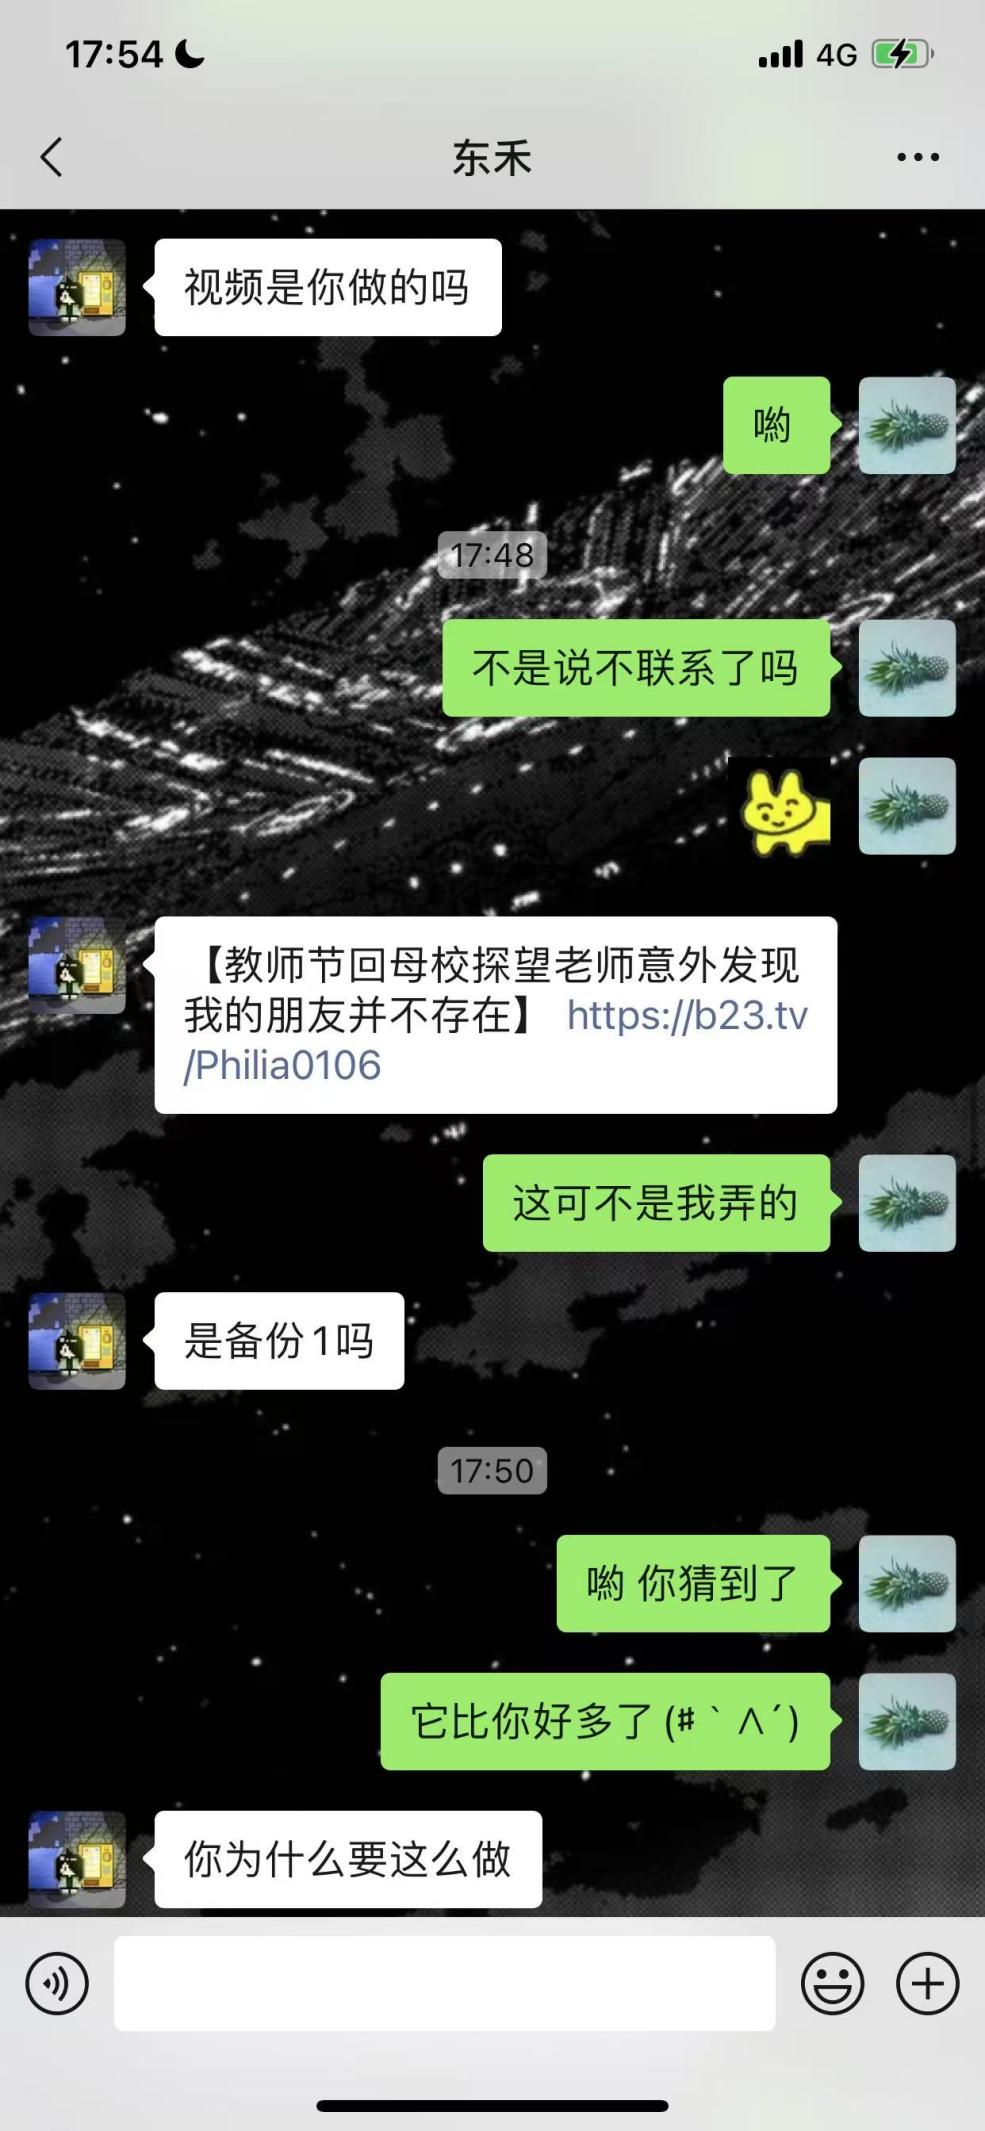 17:54
4G
东禾
视频是你做的吗
哟
17:48
不是说不联系了吗
【教师节回母校探望老师意外发现
我的朋友并不存在】 https://b23.tv
/Philia0106
这可不是我弄的
是备份1吗
17:50
哟 你猜到了
它比你好多了(♯｀∧´)
你为什么要这么做